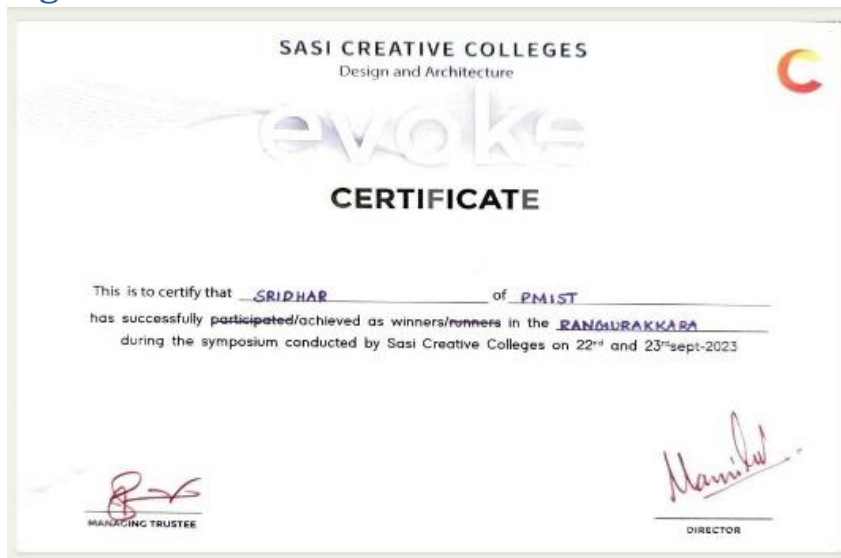 SASI CREATIVE COLLEGES
Design and Architecture
evoke
CERTIFICATE
This is to certify that SRIDHAR of PMIST
has successfully participated/achieved as winners/runners in the RANGURAKKARA
during the symposium conducted by Sasi Creative Colleges on 22nd and 23rdsept-2023
MANAGING TRUSTEE
DIRECTOR